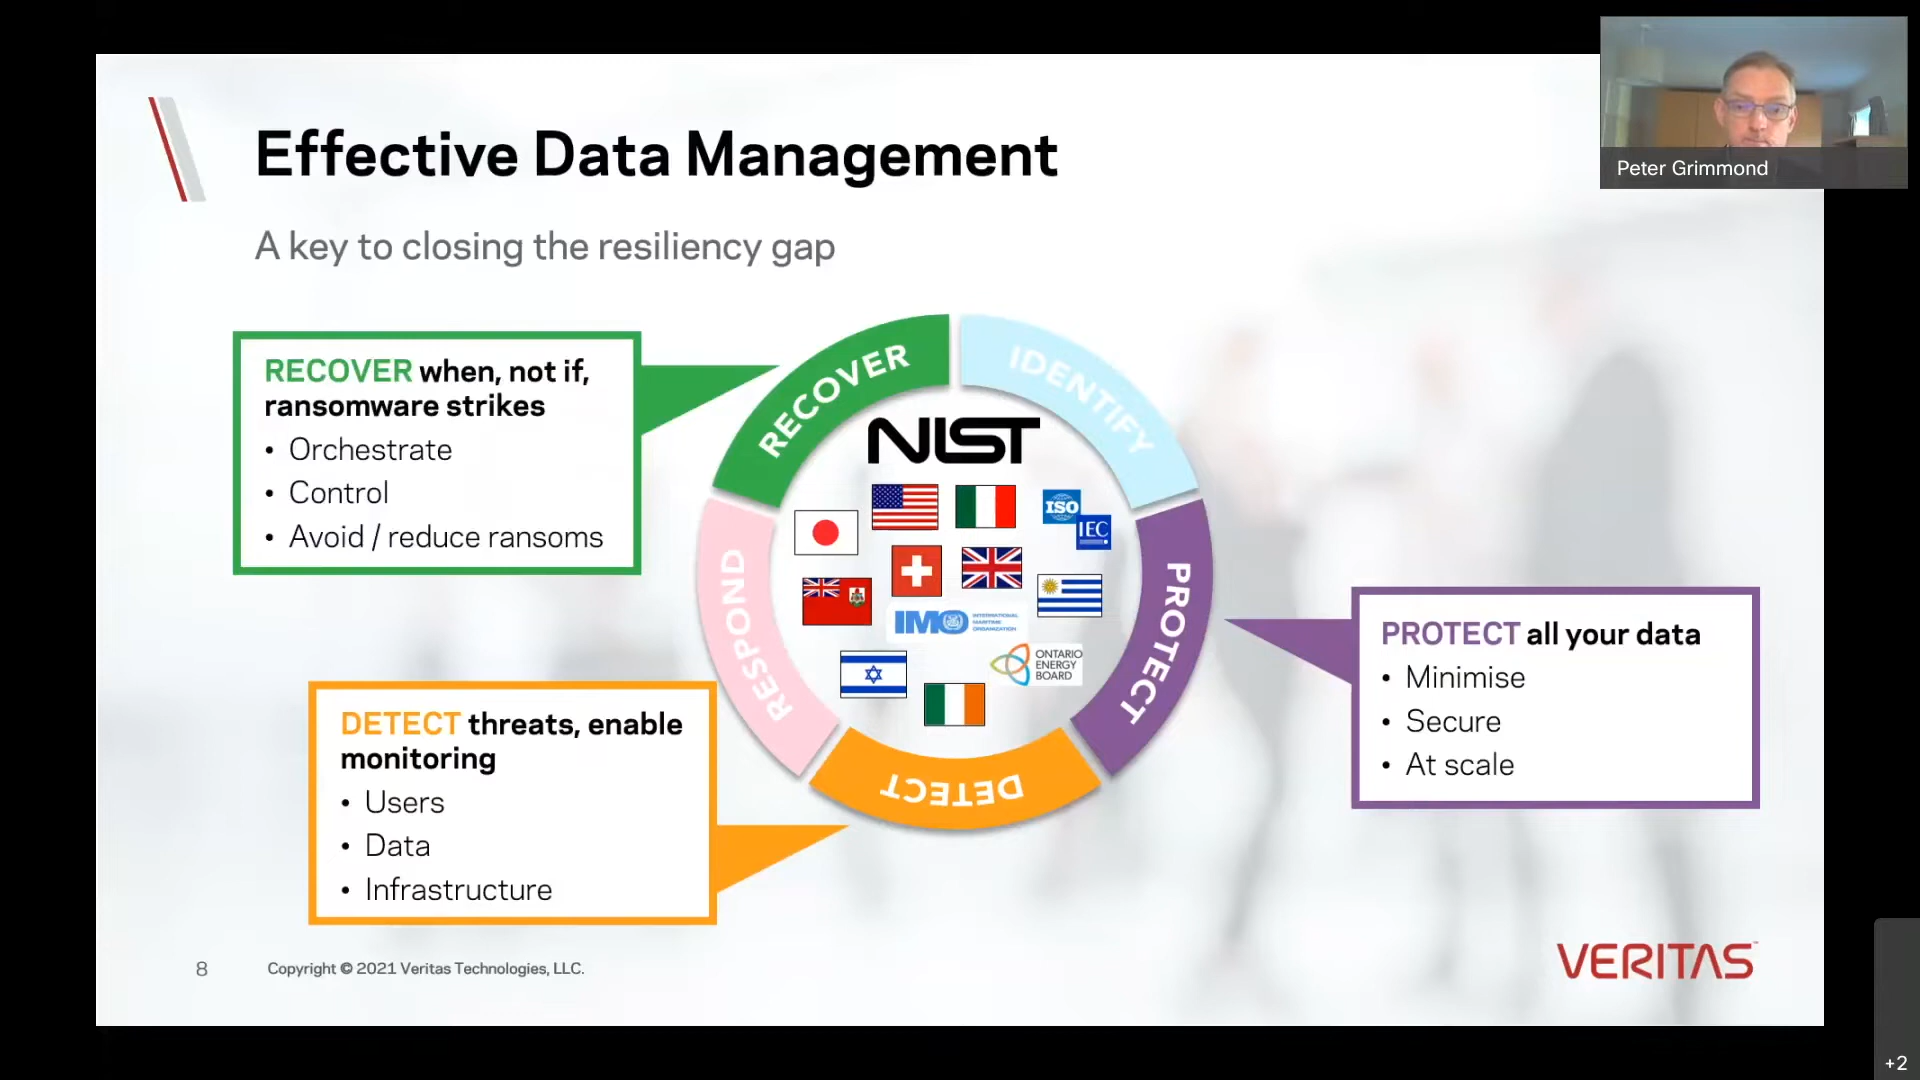 Peter Grimmond
Effective Data Management
A key to closing the resiliency gap
RECOVER when, not if,
ransomware strikes
• Orchestrate
• Control
• Avoid / reduce ransoms
RECOVER
IDENTIFY
PROTECT
DETECT
RESPOND
NIST
ISO
IEC
IMO
INTERNATIONAL
MARITIME
ORGANIZATION
ONTARIO
ENERGY
BOARD
PROTECT all your data
• Minimise
• Secure
• At scale
DETECT threats, enable
monitoring
• Users
• Data
• Infrastructure
8
Copyright © 2021 Veritas Technologies, LLC.
VERITAS
+2